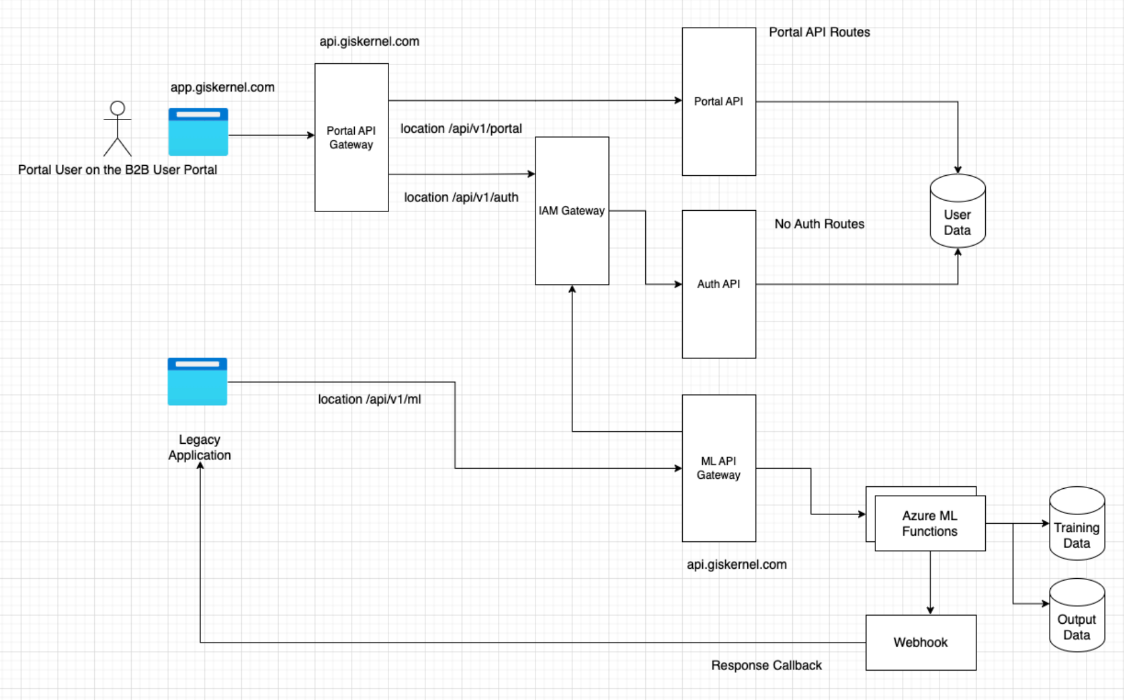 Portal API Routes
api.giskernel.com
app.giskernel.com
Portal API
Portal API
Gateway
location /api/v1/portal
Portal User on the B2B User Portal
location /api/v1/auth
IAM Gateway
User
Data
No Auth Routes
Auth API
location /api/v1/ml
Legacy
Application
ML API
Gateway
Azure ML
Functions
Training
Data
api.giskernel.com
Output
Data
Webhook
Response Callback